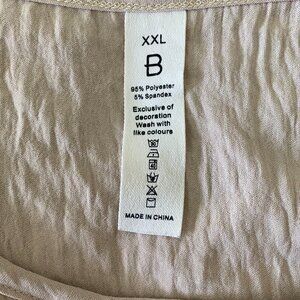 XXL
B
95% Polyester
5% Spandex
Exclusive of
decoration
Wash with
like colours
MADE IN CHINA